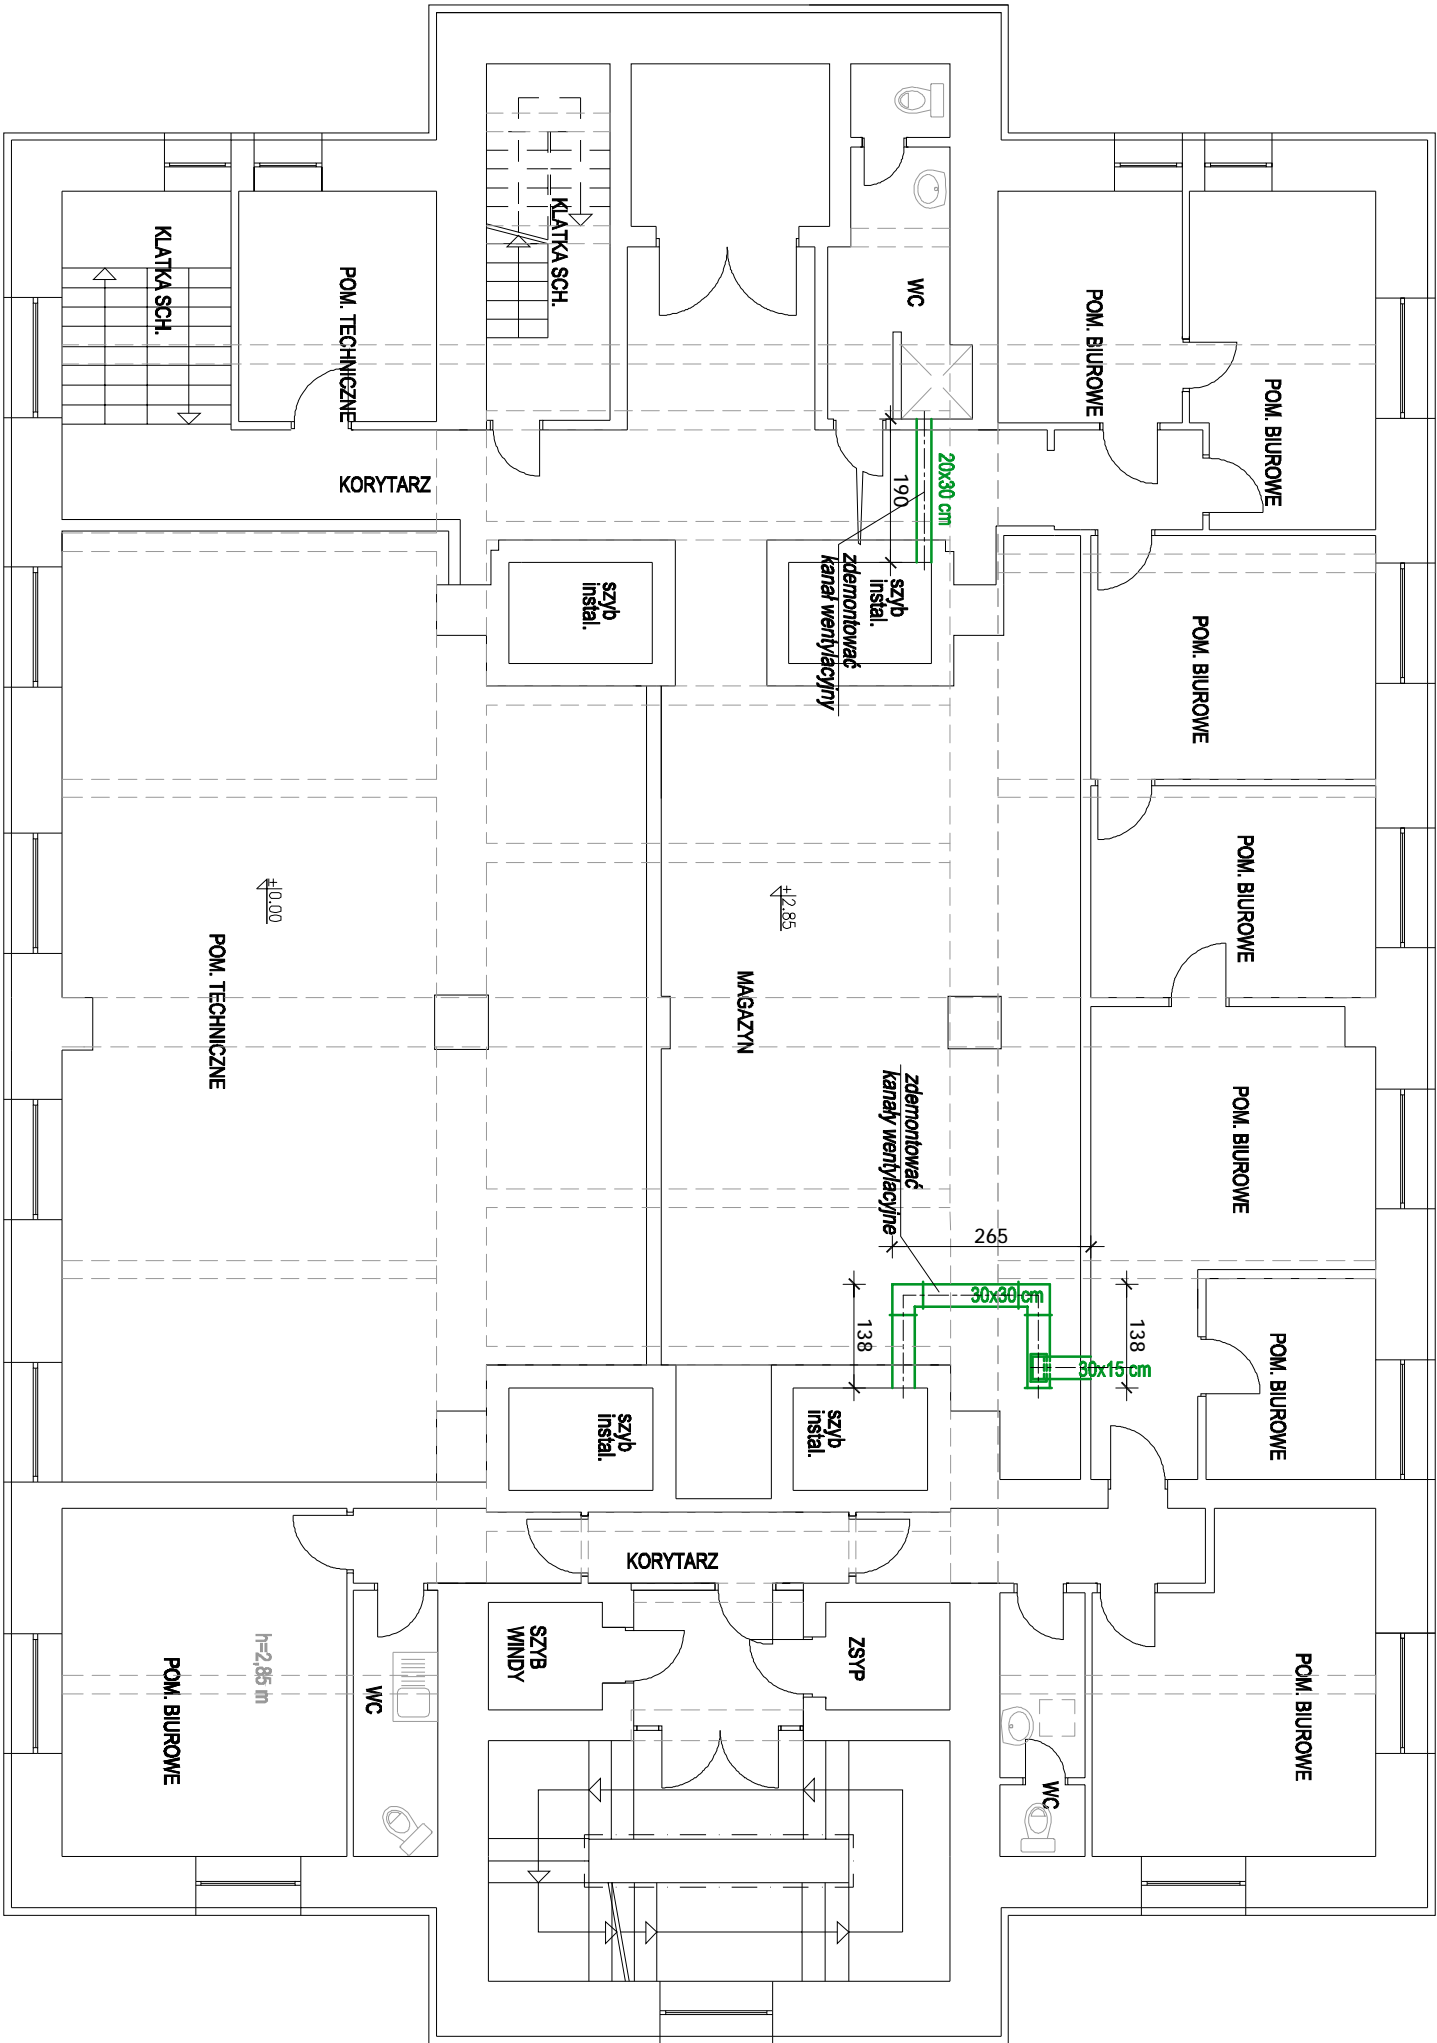 KLATKA SCH.
POM. TECHNICZNE
KLATKA SCH.
WC
POM. BIUROWE
POM. BIUROWE
KORYTARZ
20x30 cm
190
zdemontować
kanał wentylacyjny
szyb
instal.
szyb
instal.
POM. BIUROWE
POM. BIUROWE
±0.00
+2.85
POM. TECHNICZNE
MAGAZYN
zdemontować
kanały wentylacyjne
POM. BIUROWE
265
30x30 cm
138
138
30x15 cm
POM. BIUROWE
szyb
instal.
szyb
instal.
KORYTARZ
SZYB
WINDY
ZSYP
h=2,85 m
POM. BIUROWE
WC
WC
POM. BIUROWE